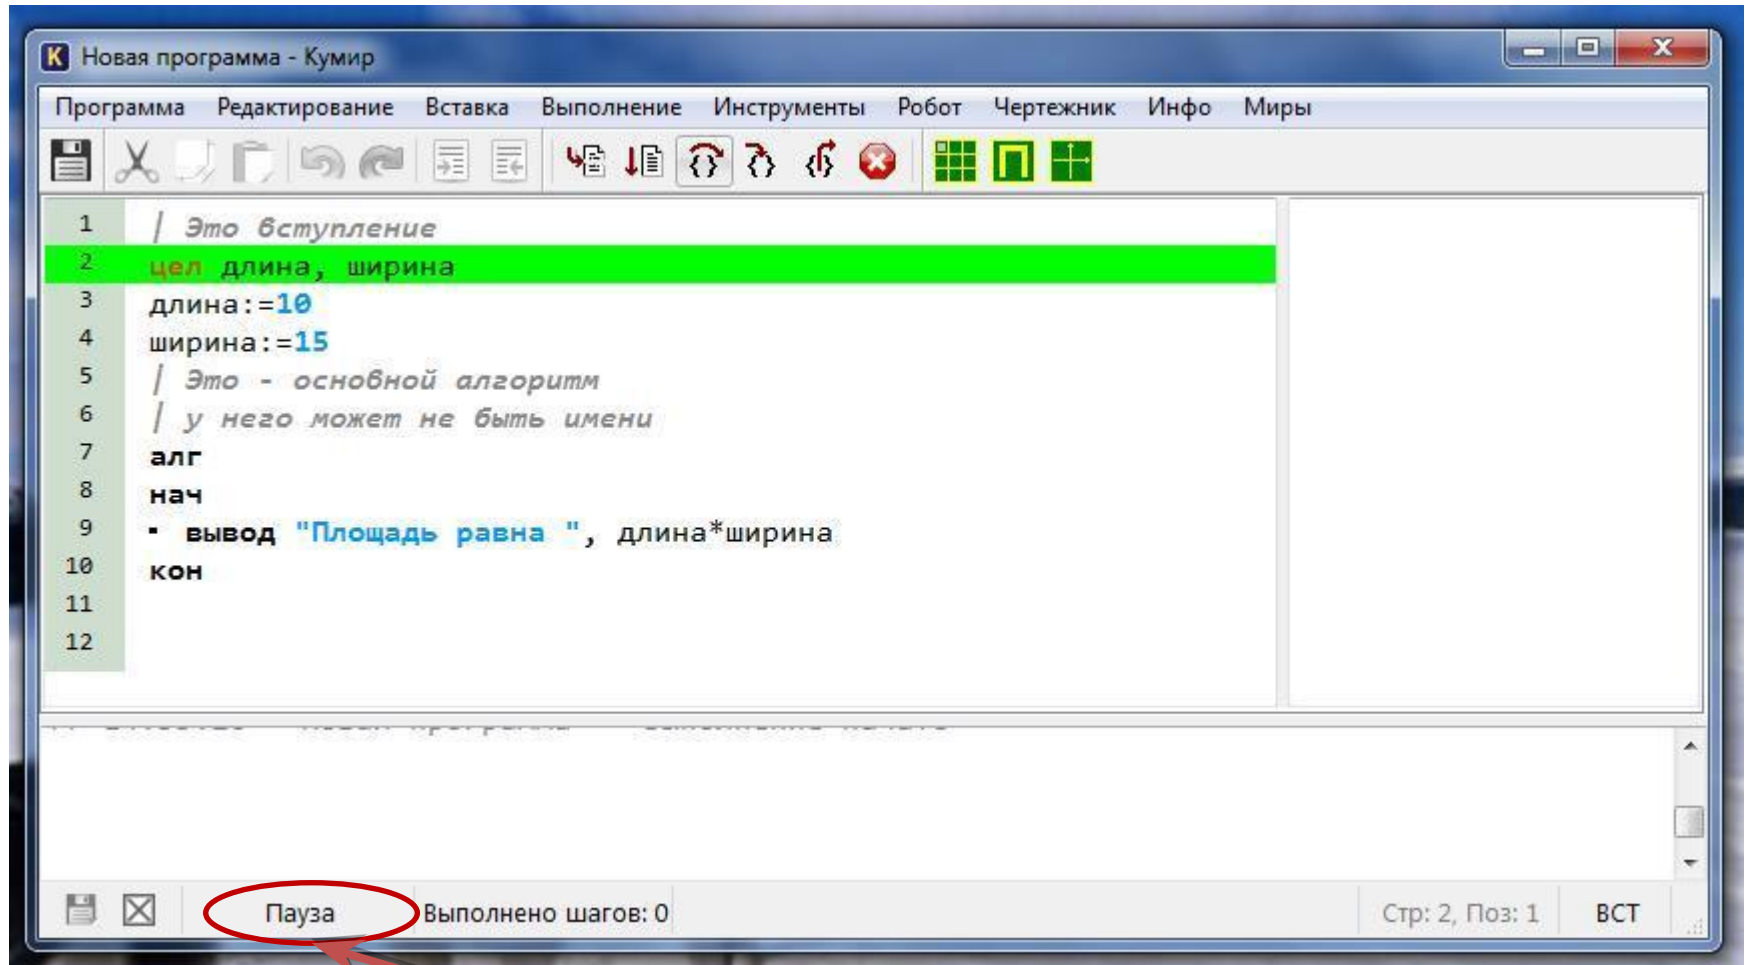 Новая программа - Кумир
Программа Редактирование Вставка Выполнение Инструменты Робот Чертежник Инфо Миры
1 | Это вступление
2 цел длина, ширина
3 длина:=10
4 ширина:=15
5 | Это - основной алгоритм
6 | у него может не быть имени
7 алг
8 нач
9 ▪ вывод "Площадь равна ", длина*ширина
10 кон
11
12
Пауза Выполнено шагов: 0 Стр: 2, Поз: 1 ВСТ